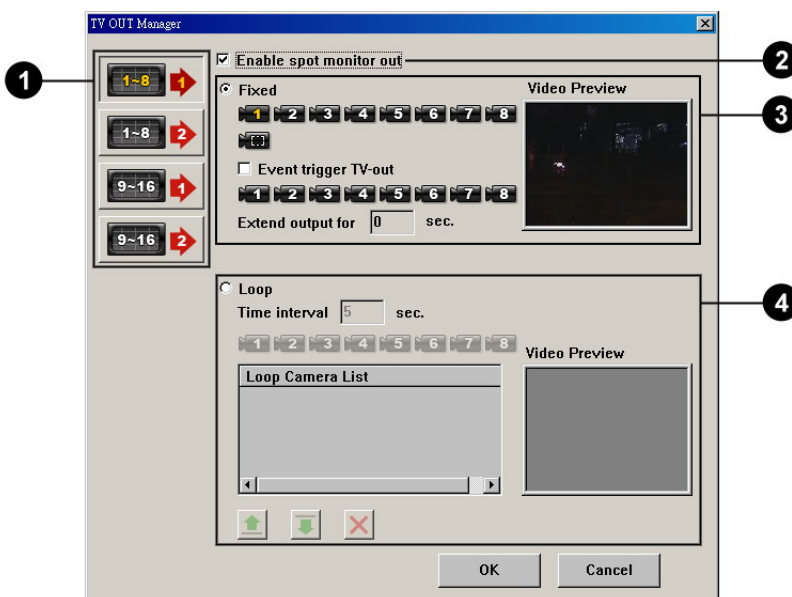 TV OUT Manager
1
1~8 1
1~8 2
9~16 1
9~16 2
Enable spot monitor out
2
Fixed
Video Preview
3
1 2 3 4 5 6 7 8
Event trigger TV-out
1 2 3 4 5 6 7 8
Extend output for 0 sec.
Loop
4
Time interval 5 sec.
1 2 3 4 5 6 7 8
Video Preview
Loop Camera List
OK
Cancel